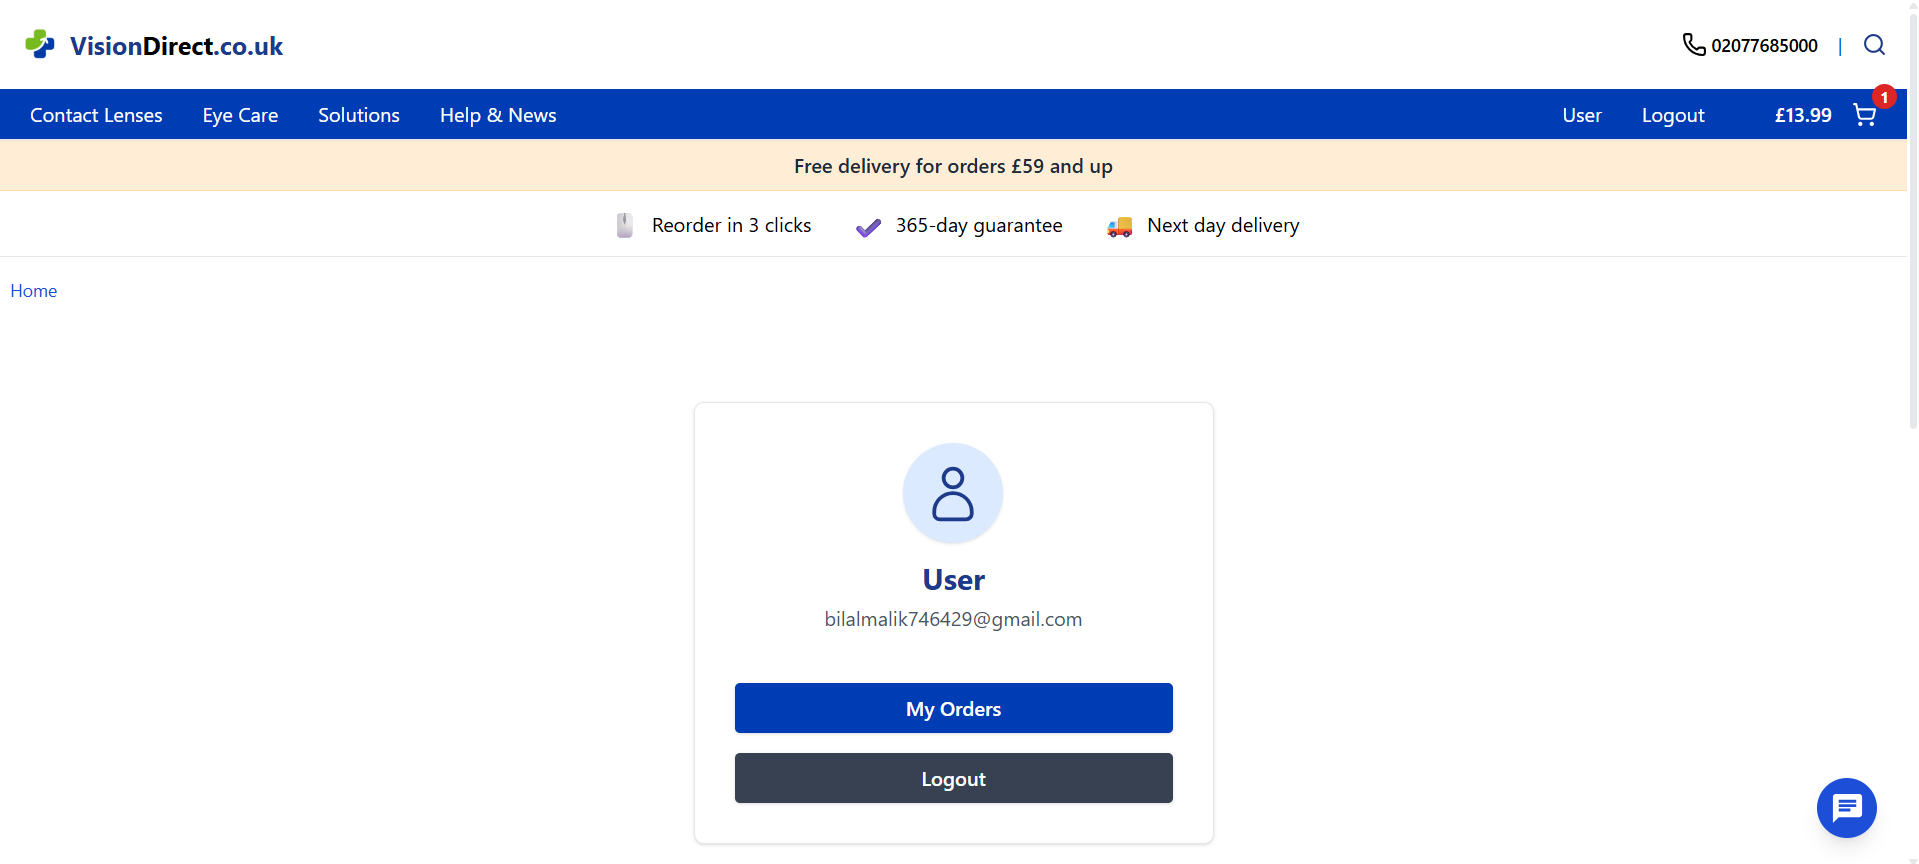 VisionDirect.co.uk
02077685000 |
Contact Lenses Eye Care Solutions Help & News User Logout £13.99 1
Free delivery for orders £59 and up
Reorder in 3 clicks 365-day guarantee Next day delivery
Home
User
bilalmalik746429@gmail.com
My Orders
Logout